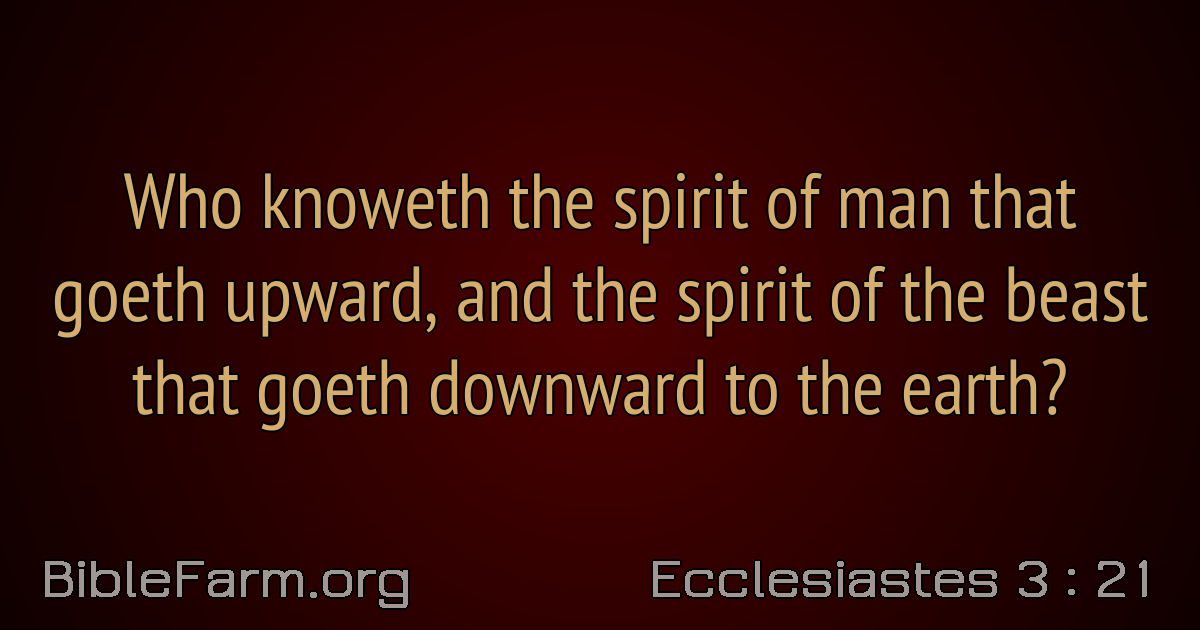 Who knoweth the spirit of man that
goeth upward, and the spirit of the beast
that goeth downward to the earth?
BibleFarm.org
Ecclesiastes 3 : 21